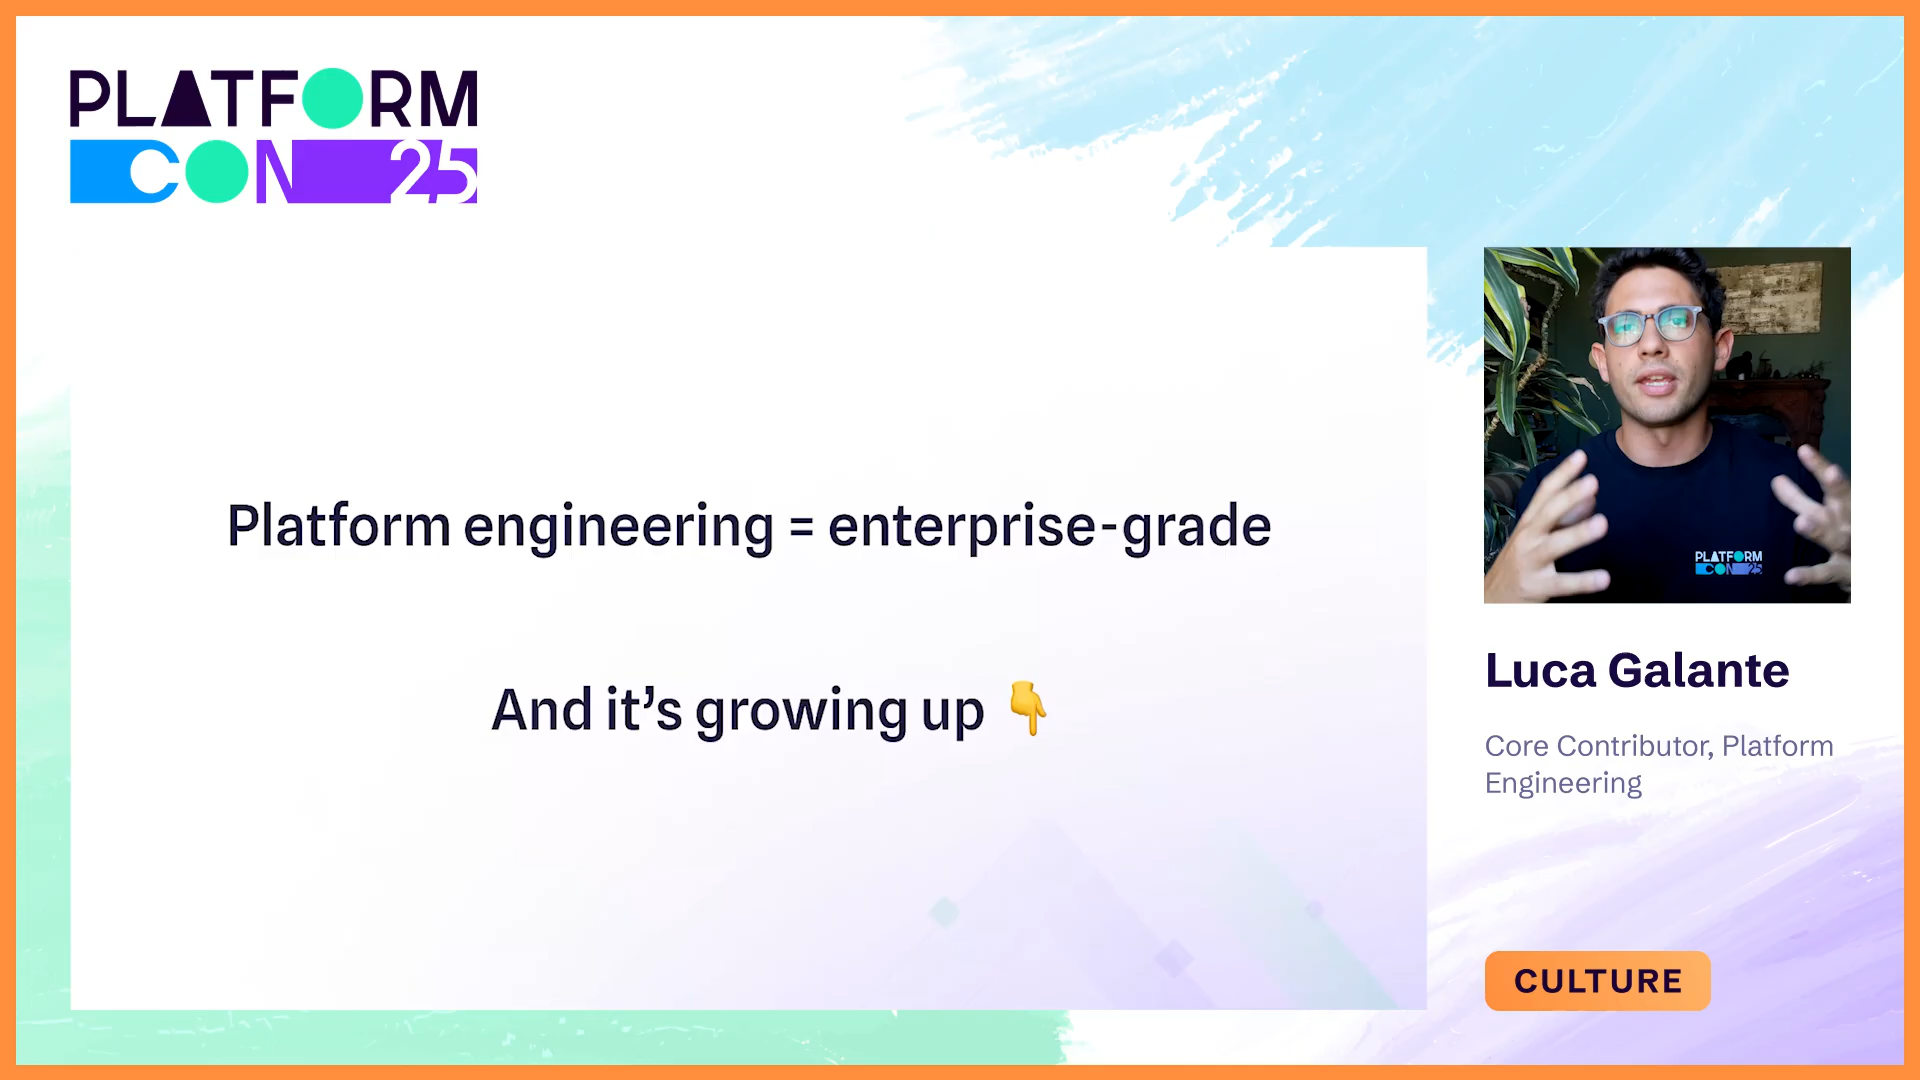 PLATFORM
CON 25
Platform engineering = enterprise-grade
And it’s growing up 👇
PLATFORM
CON 25
Luca Galante
Core Contributor, Platform
Engineering
CULTURE